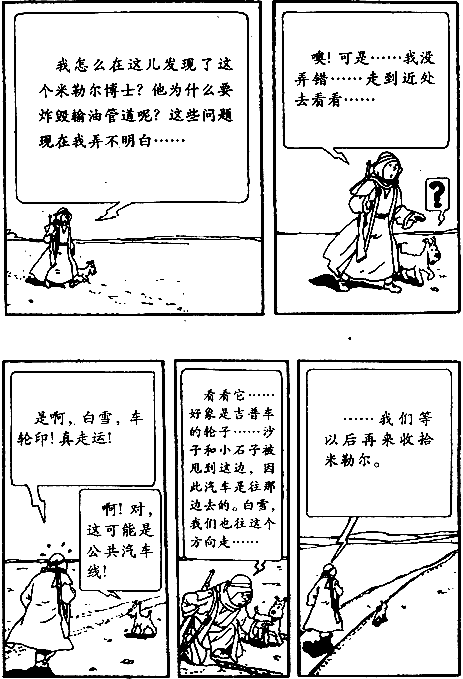 我怎么在这儿发现了这
个米勒尔博士?他为什么要
炸毁输油管道呢?这些问题
现在我弄不明白……
噢!可是……我没
弄错……走到近处
去看看……
?
是啊,白雪,车
轮印!真走运!
啊!对,
这可能是
公共汽车
线!
看看它……
好象是吉普车
的轮子……沙
子和小石子被
甩到这边,因
此汽车是往那
边去的。白雪,
我们也往这个
方向走……
……我们等
以后再来收拾
米勒尔。